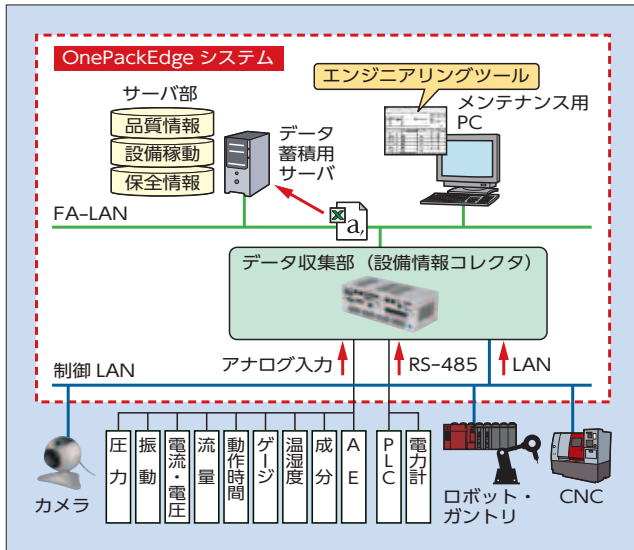 OnePackEdge システム
サーバ部
品質情報
設備稼動
保全情報
データ
蓄積用
サーバ
エンジニアリングツール
メンテナンス用
PC
FA-LAN
a,
データ収集部（設備情報コレクタ）
アナログ入力
RS-485
LAN
制御 LAN
カメラ
圧力
振動
電流・電圧
流量
動作時間
ゲージ
温湿度
成分
AE
PLC
電力計
ロボット・
ガントリ
CNC